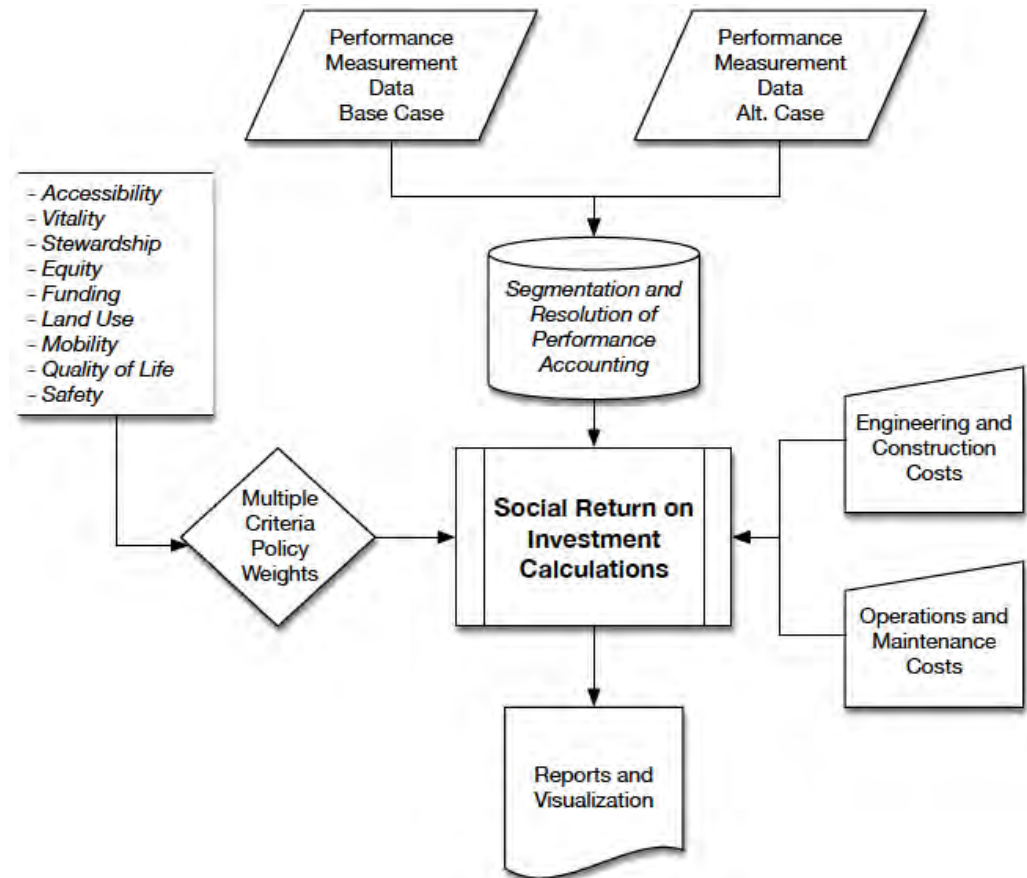 Performance
Measurement
Data
Base Case
Performance
Measurement
Data
Alt. Case
- Accessibility
- Vitality
- Stewardship
- Equity
- Funding
- Land Use
- Mobility
- Quality of Life
- Safety
Segmentation and
Resolution of
Performance
Accounting
Multiple
Criteria
Policy
Weights
Social Return on
Investment
Calculations
Engineering and
Construction
Costs
Operations and
Maintenance
Costs
Reports and
Visualization